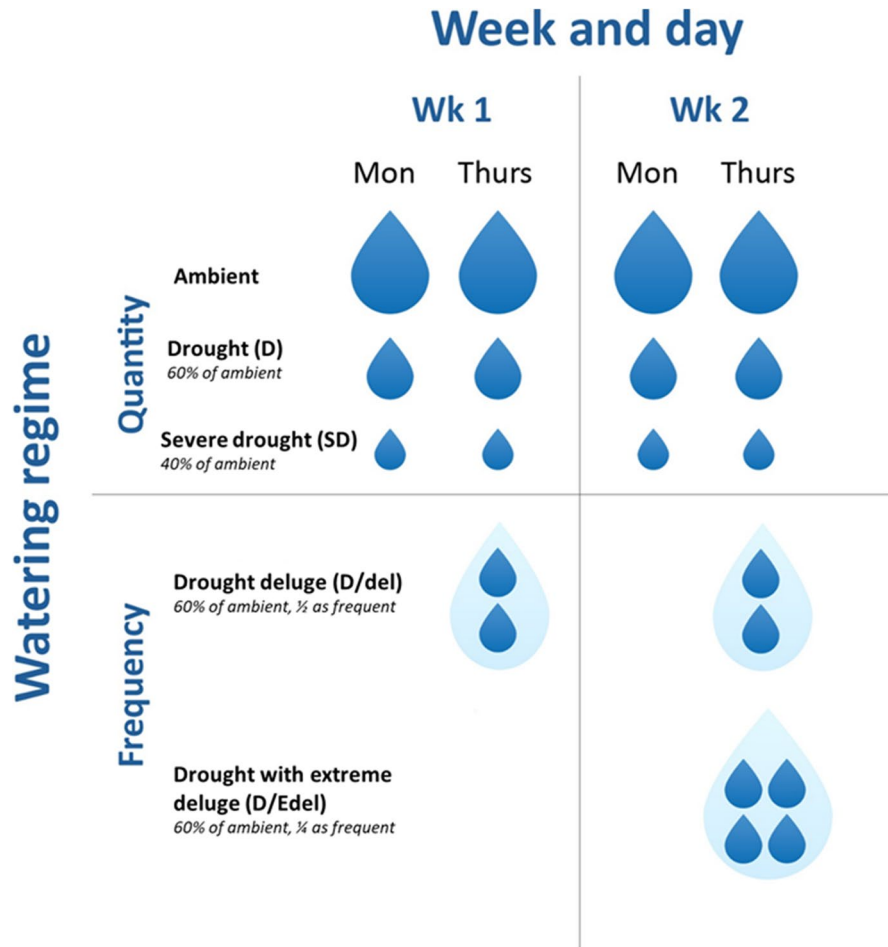 Week and day
Wk 1
Wk 2
Mon
Thurs
Mon
Thurs
Watering regime
Quantity
Ambient
Drought (D)
60% of ambient
Severe drought (SD)
40% of ambient
Frequency
Drought deluge (D/del)
60% of ambient, ½ as frequent
Drought with extreme
deluge (D/Edel)
60% of ambient, ¼ as frequent